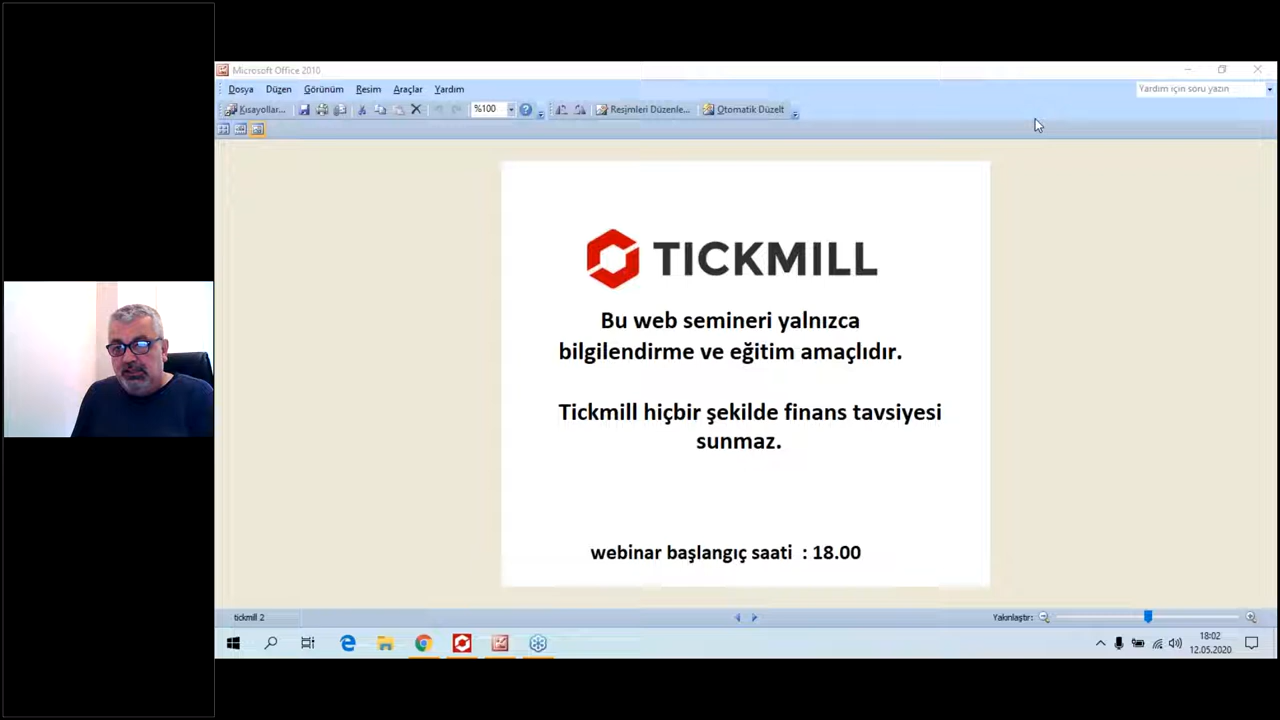 Microsoft Office 2010
Dosya Düzen Görünüm Resim Araçlar Yardım
Yardım için soru yazın
Kısayollar... %100 Resimleri Düzenle... Otomatik Düzelt
TICKMILL
Bu web semineri yalnızca
bilgilendirme ve eğitim amaçlıdır.
Tickmill hiçbir şekilde finans tavsiyesi
sunmaz.
webinar başlangıç saati : 18.00
tickmill 2
Yakınlaştır:
18:02
12.05.2020